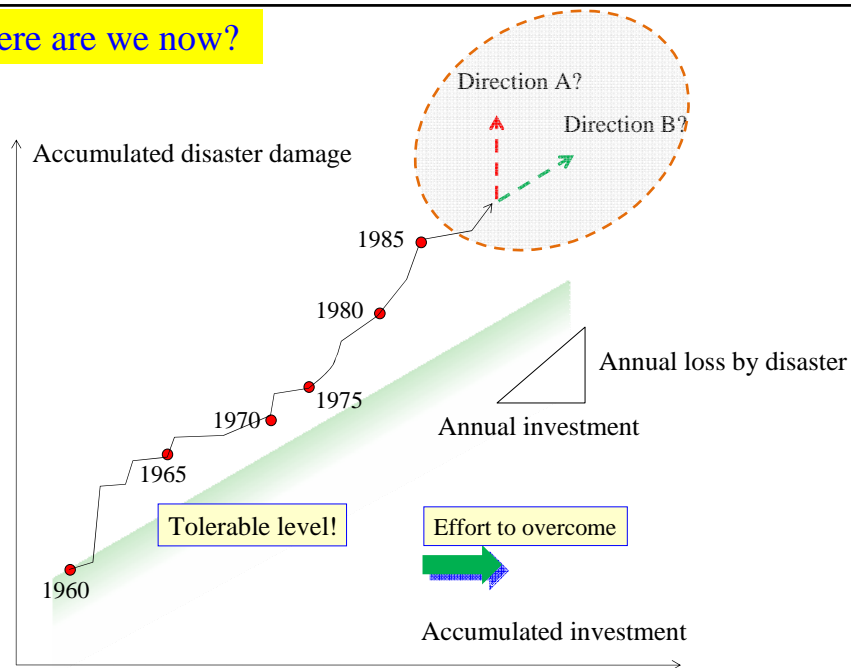 ere are we now?
Direction A?
Direction B?
Accumulated disaster damage
1985
1980
1975
Annual loss by disaster
1970
Annual investment
1965
Tolerable level!
Effort to overcome
1960
Accumulated investment